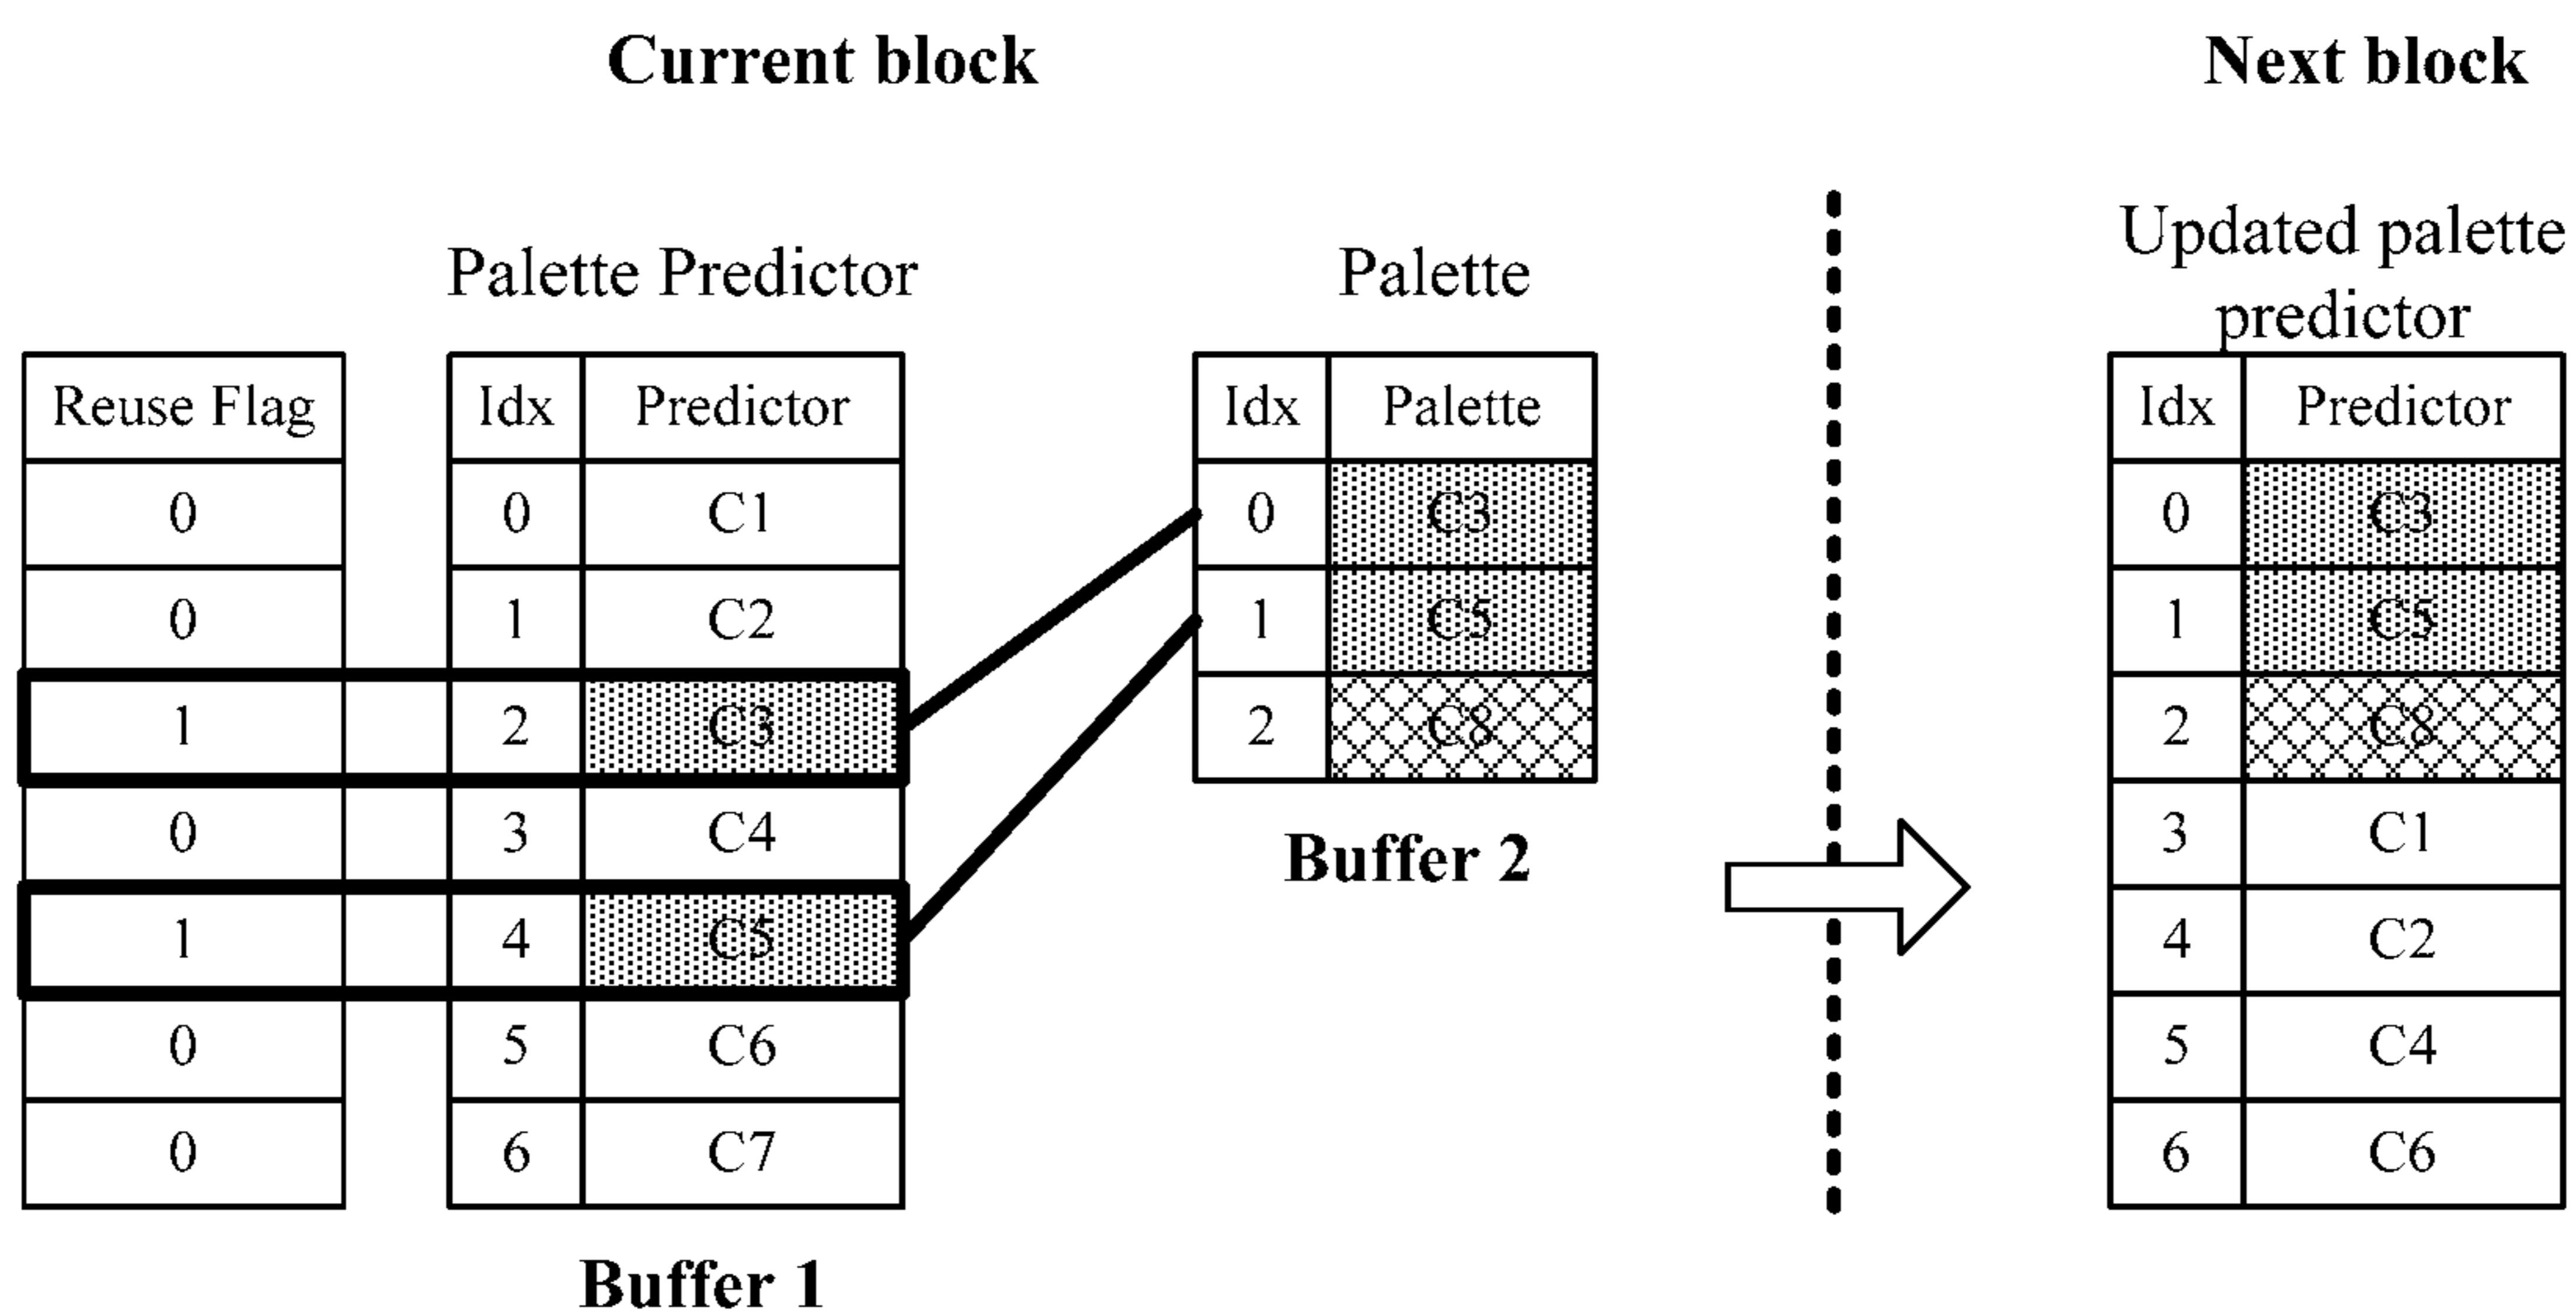 Current block Next block
Palette Predictor Palette Updated palette
predictor
Reuse Flag Idx Predictor Idx Palette Idx Predictor
0 0 C1 0 C3 0 C3
0 1 C2 1 C5 1 C5
1 2 C3 2 C8 2 C8
0 3 C4 3 C1
Buffer 2
1 4 C5 4 C2
0 5 C6 5 C4
0 6 C7 6 C6
Buffer 1